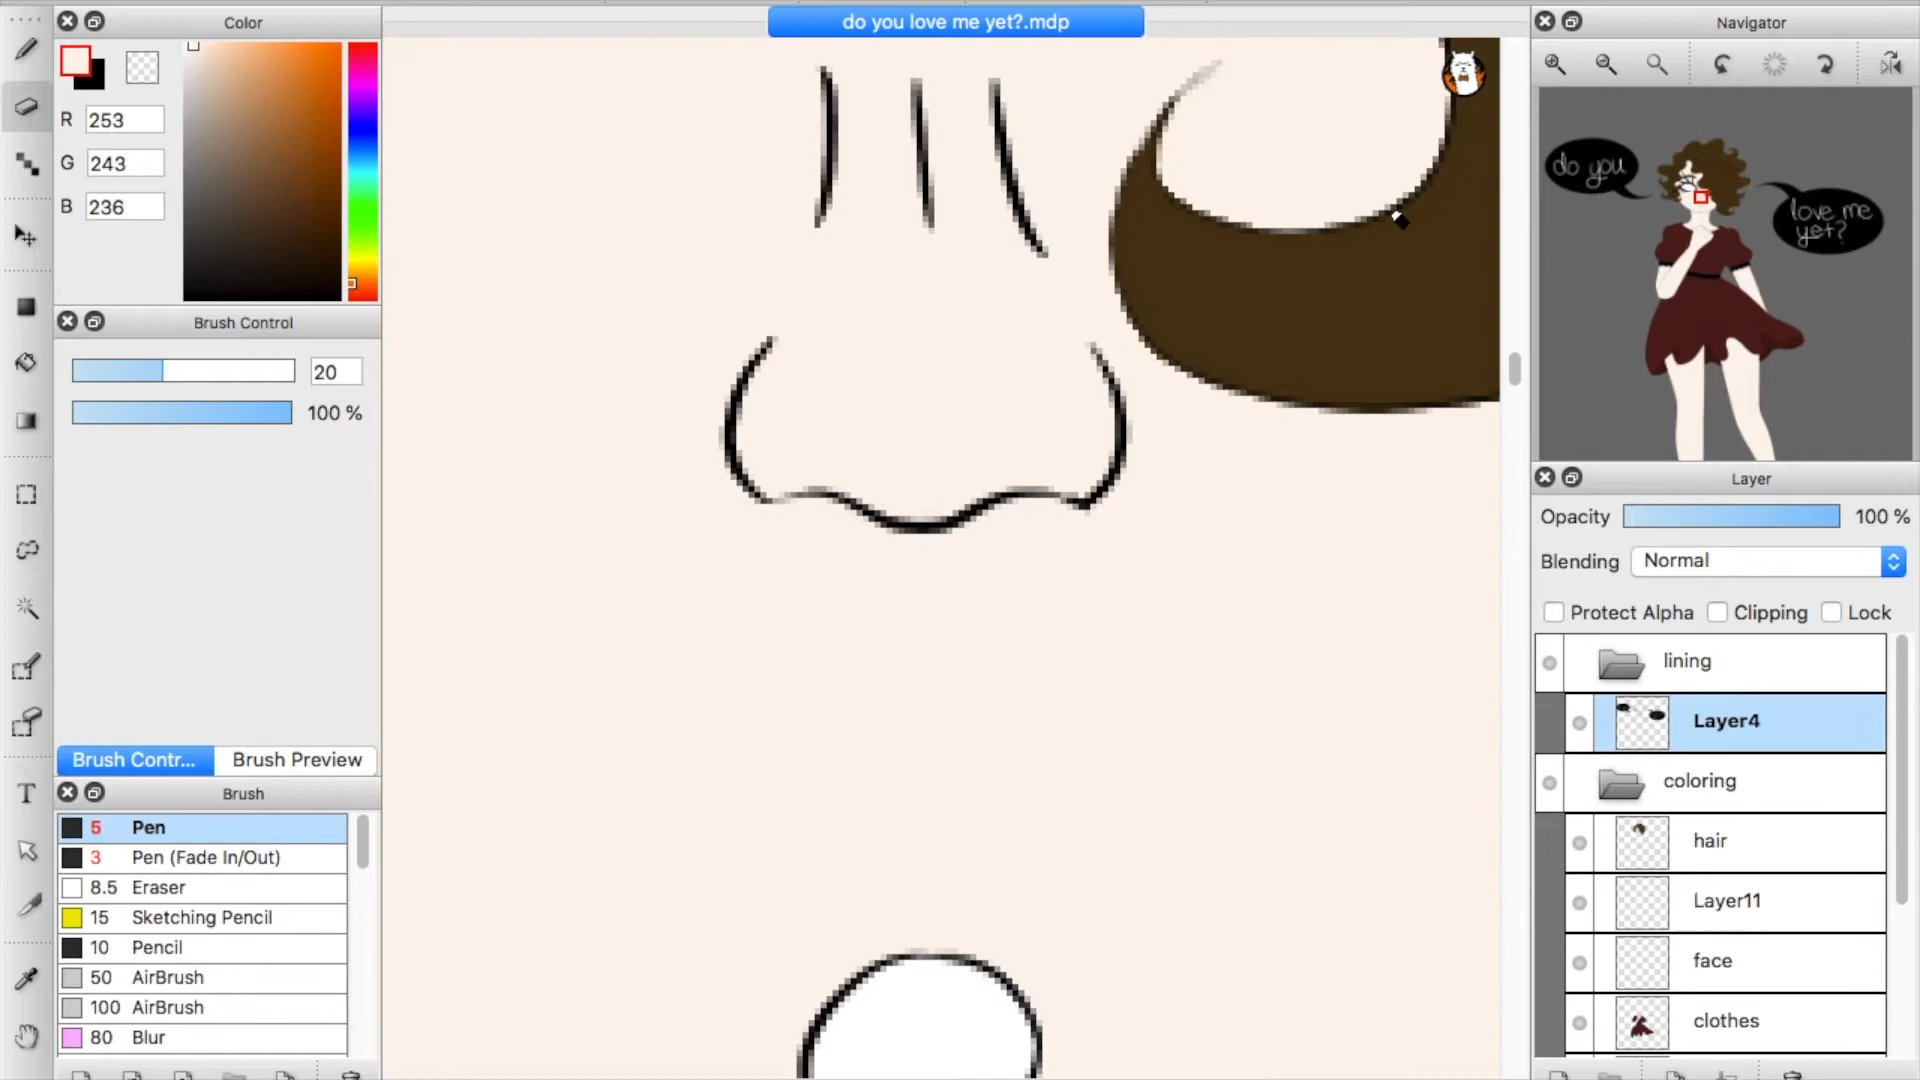 Color
do you love me yet?.mdp
Navigator
R 253
G 243
B 236
do you
love me
yet?
Brush Control
20
100 %
Layer
Opacity 100 %
Blending Normal
Protect Alpha Clipping Lock
lining
Layer4
Brush Contr... Brush Preview
coloring
Brush
5 Pen
hair
3 Pen (Fade In/Out)
8.5 Eraser
Layer11
15 Sketching Pencil
10 Pencil
face
50 AirBrush
100 AirBrush
clothes
80 Blur
T